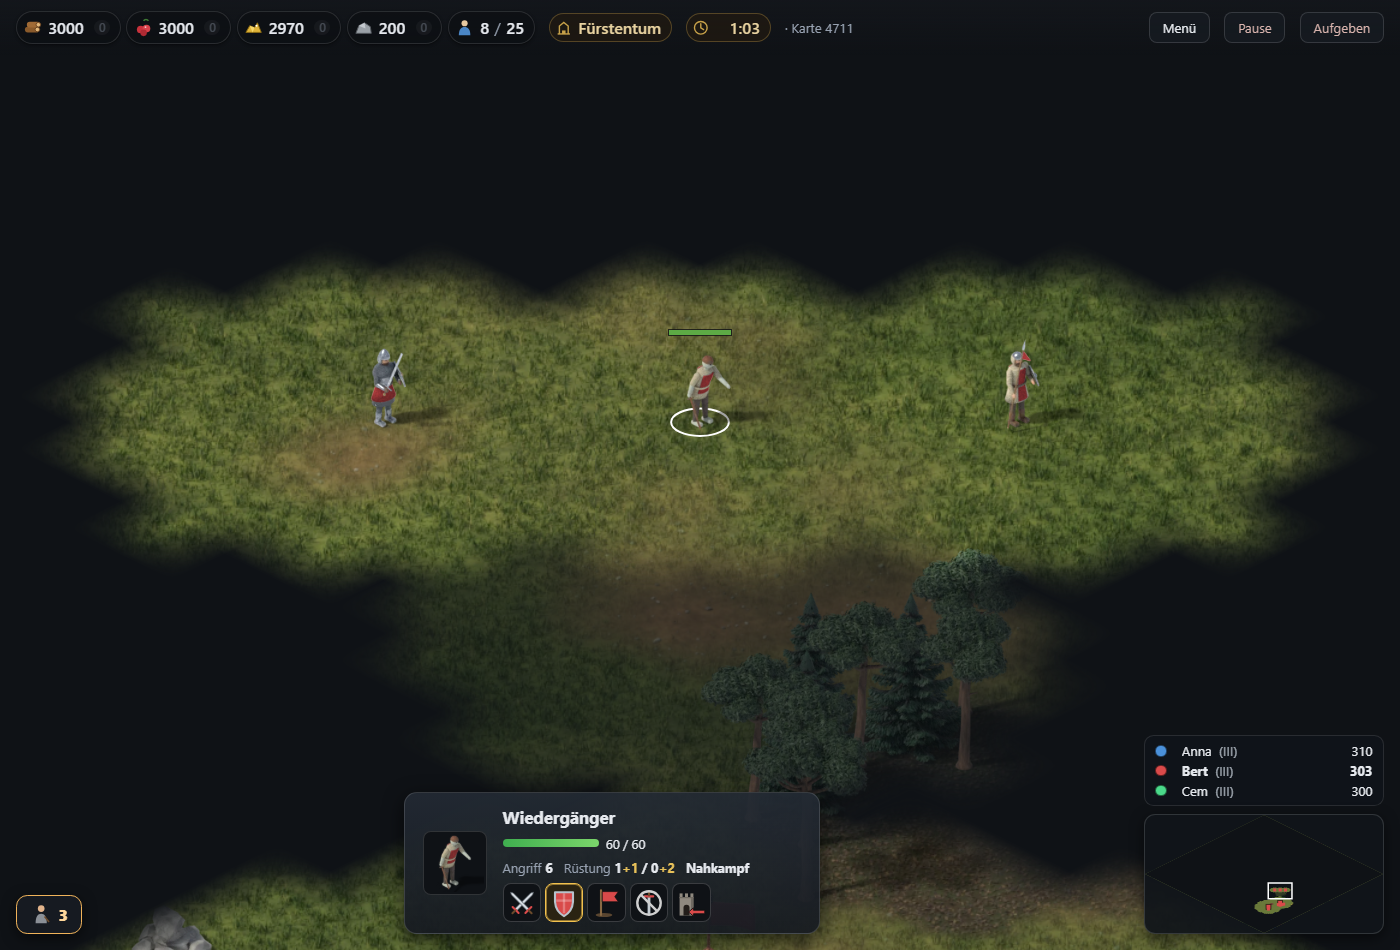 3000 0 3000 0 2970 0 200 0 8 / 25 Fürstentum 1:03 · Karte 4711 Menü Pause Aufgeben
Anna (III) 310
Bert (III) 303
Cem (III) 300
Wiedergänger
60 / 60
Angriff 6 Rüstung 1+1 / 0+2 Nahkampf
3